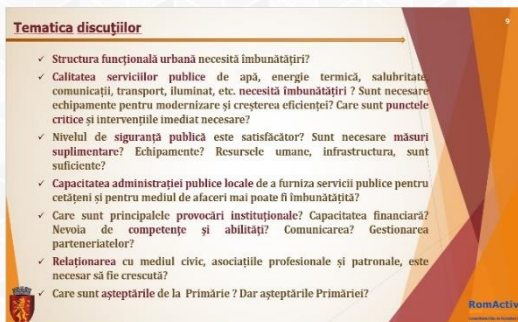 9
Tematica discuțiilor
✓ Structura funcțională urbană necesită îmbunătățiri?
✓ Calitatea serviciilor publice de apă, energie termică, salubritate,
comunicații, transport, iluminat, etc. necesită îmbunătățiri ? Sunt necesare
echipamente pentru modernizare și creșterea eficienței? Care sunt punctele
critice și intervențiile imediat necesare?
✓ Nivelul de siguranță publică este satisfăcător? Sunt necesare măsuri
suplimentare? Echipamente? Resursele umane, infrastructura, sunt
suficiente?
✓ Capacitatea administrației publice locale de a furniza servicii publice pentru
cetățeni și pentru mediul de afaceri mai poate fi îmbunătățită?
✓ Care sunt principalele provocări instituționale? Capacitatea financiară?
Nevoia de competențe și abilități? Comunicarea? Gestionarea
parteneriatelor?
✓ Relaționarea cu mediul civic, asociațiile profesionale și patronale, este
necesar să fie crescută?
✓ Care sunt așteptările de la Primărie ? Dar așteptările Primăriei?
RomActiv